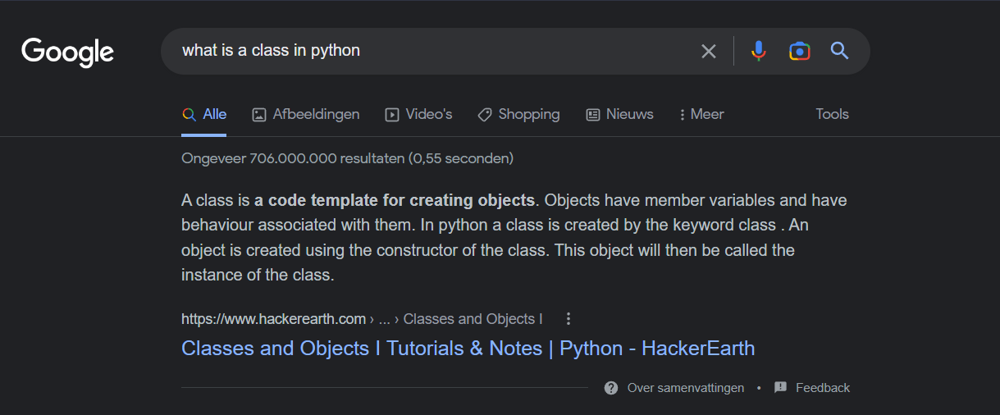 Google
what is a class in python
Alle Afbeeldingen Video's Shopping Nieuws Meer Tools
Ongeveer 706.000.000 resultaten (0,55 seconden)
A class is a code template for creating objects. Objects have member variables and have
behaviour associated with them. In python a class is created by the keyword class . An
object is created using the constructor of the class. This object will then be called the
instance of the class.
https://www.hackerearth.com › ... › Classes and Objects I
Classes and Objects I Tutorials & Notes | Python - HackerEarth
Over samenvattingen • Feedback